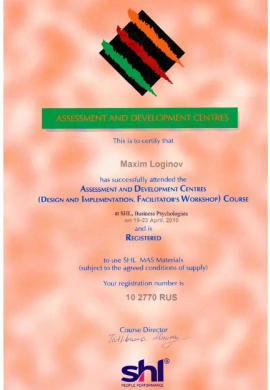 ASSESSMENT AND DEVELOPMENT CENTRES
This is to certify that
Maxim Loginov
has successfully attended the
ASSESSMENT AND DEVELOPMENT CENTRES
(DESIGN AND IMPLEMENTATION, FACILITATOR'S WORKSHOP) COURSE
at SHL, Business Psychologists
on 19-23 April, 2010
and is
REGISTERED
to use SHL MAS Materials
(subject to the agreed conditions of supply)
Your registration number is
10 2770 RUS
Course Director
shl®
PEOPLE PERFORMANCE